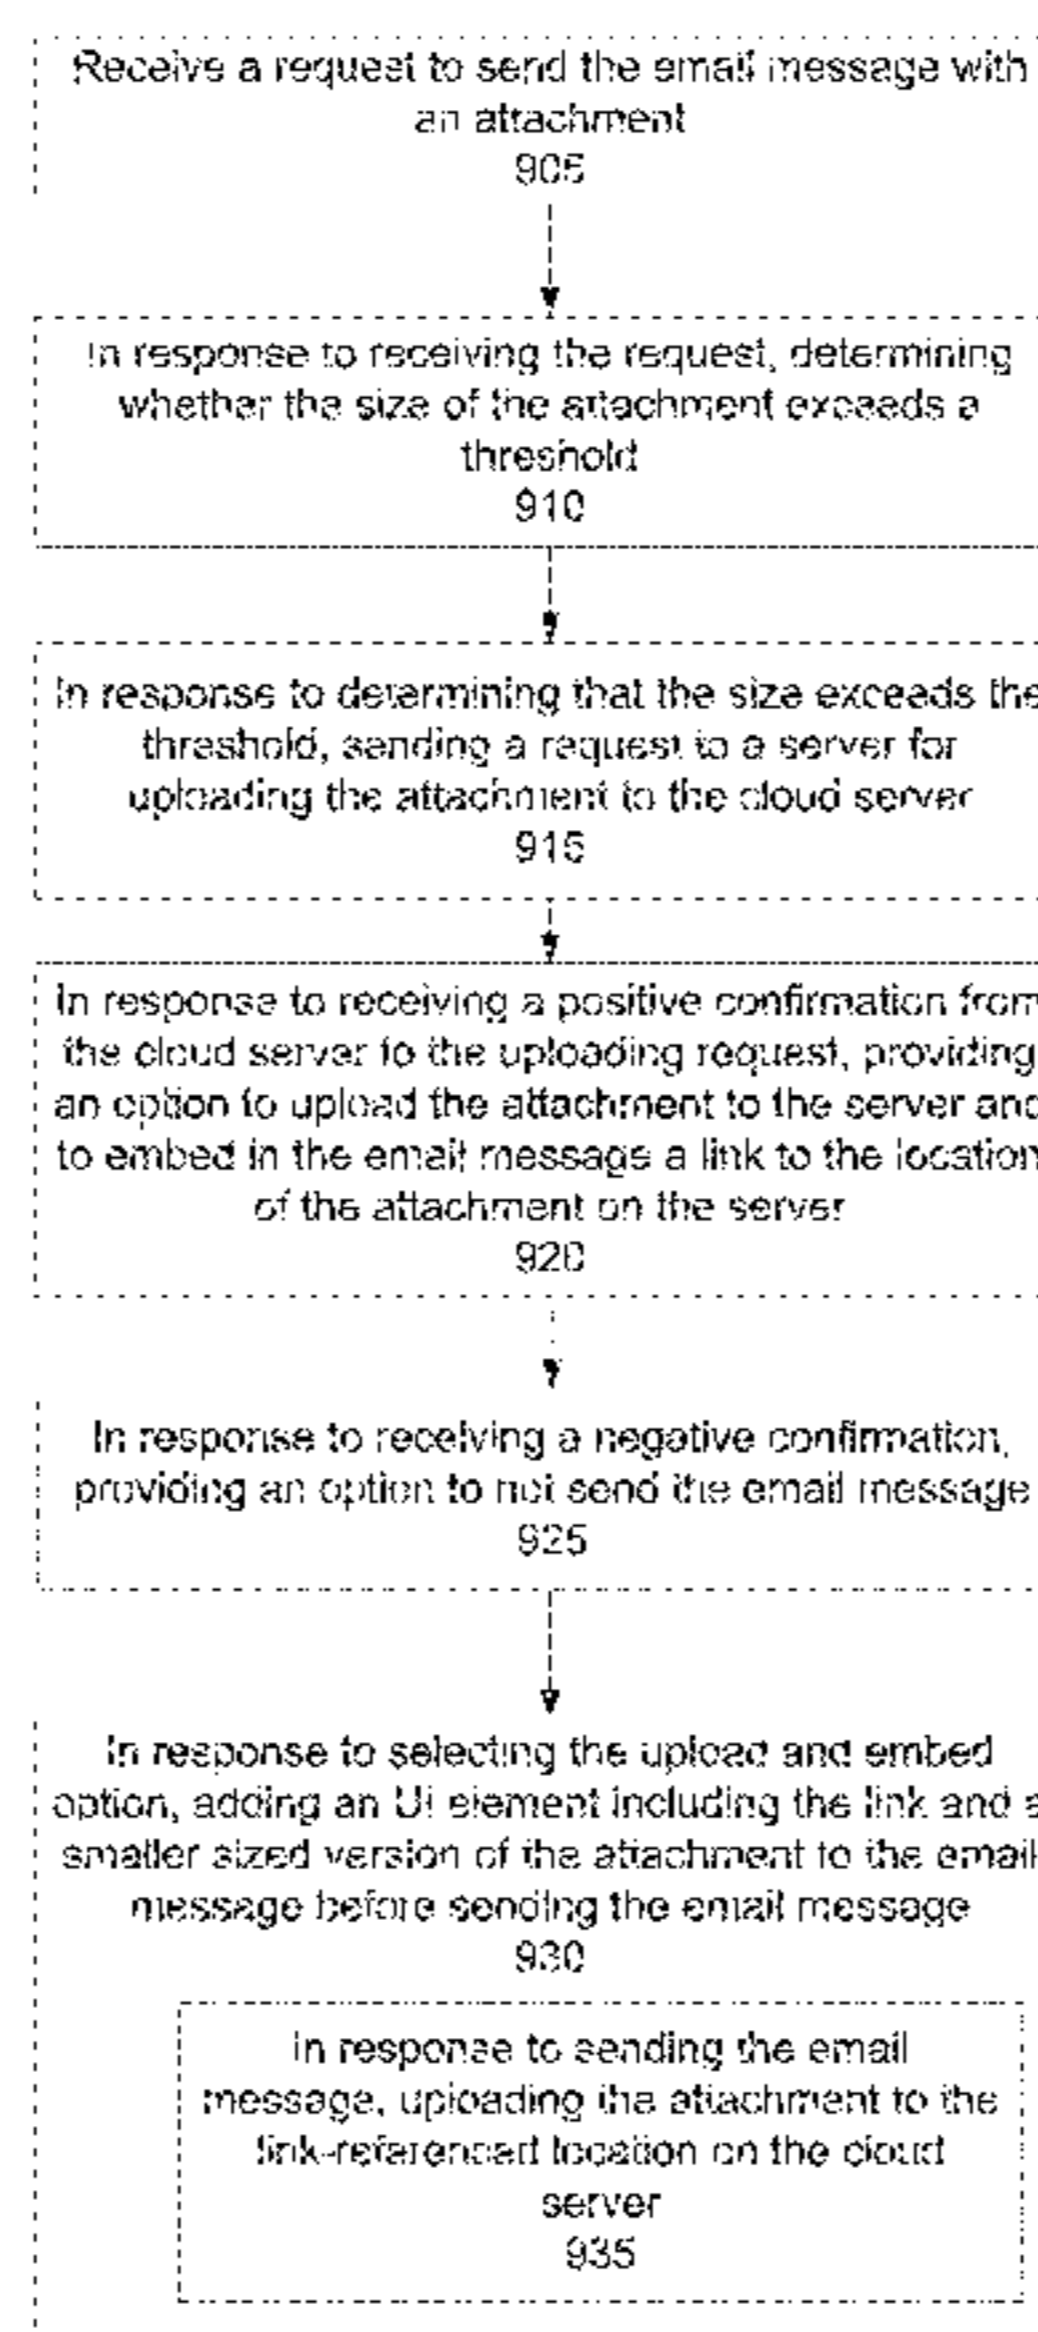 Receive a request to send the email message with
an attachment
905
In response to receiving the request, determining
whether the size of the attachment exceeds a
threshold
910
In response to determining that the size exceeds the
threshold, sending a request to a server for
uploading the attachment to the cloud server
915
In response to receiving a positive confirmation from
the cloud server to the uploading request, providing
an option to upload the attachment to the server and
to embed in the email message a link to the location
of the attachment on the server
920
In response to receiving a negative confirmation,
providing an option to not send the email message
925
In response to selecting the upload and embed
option, adding an UI element including the link and a
smaller sized version of the attachment to the email
message before sending the email message
930
In response to sending the email
message, uploading the attachment to the
link-referenced location on the cloud
server
935